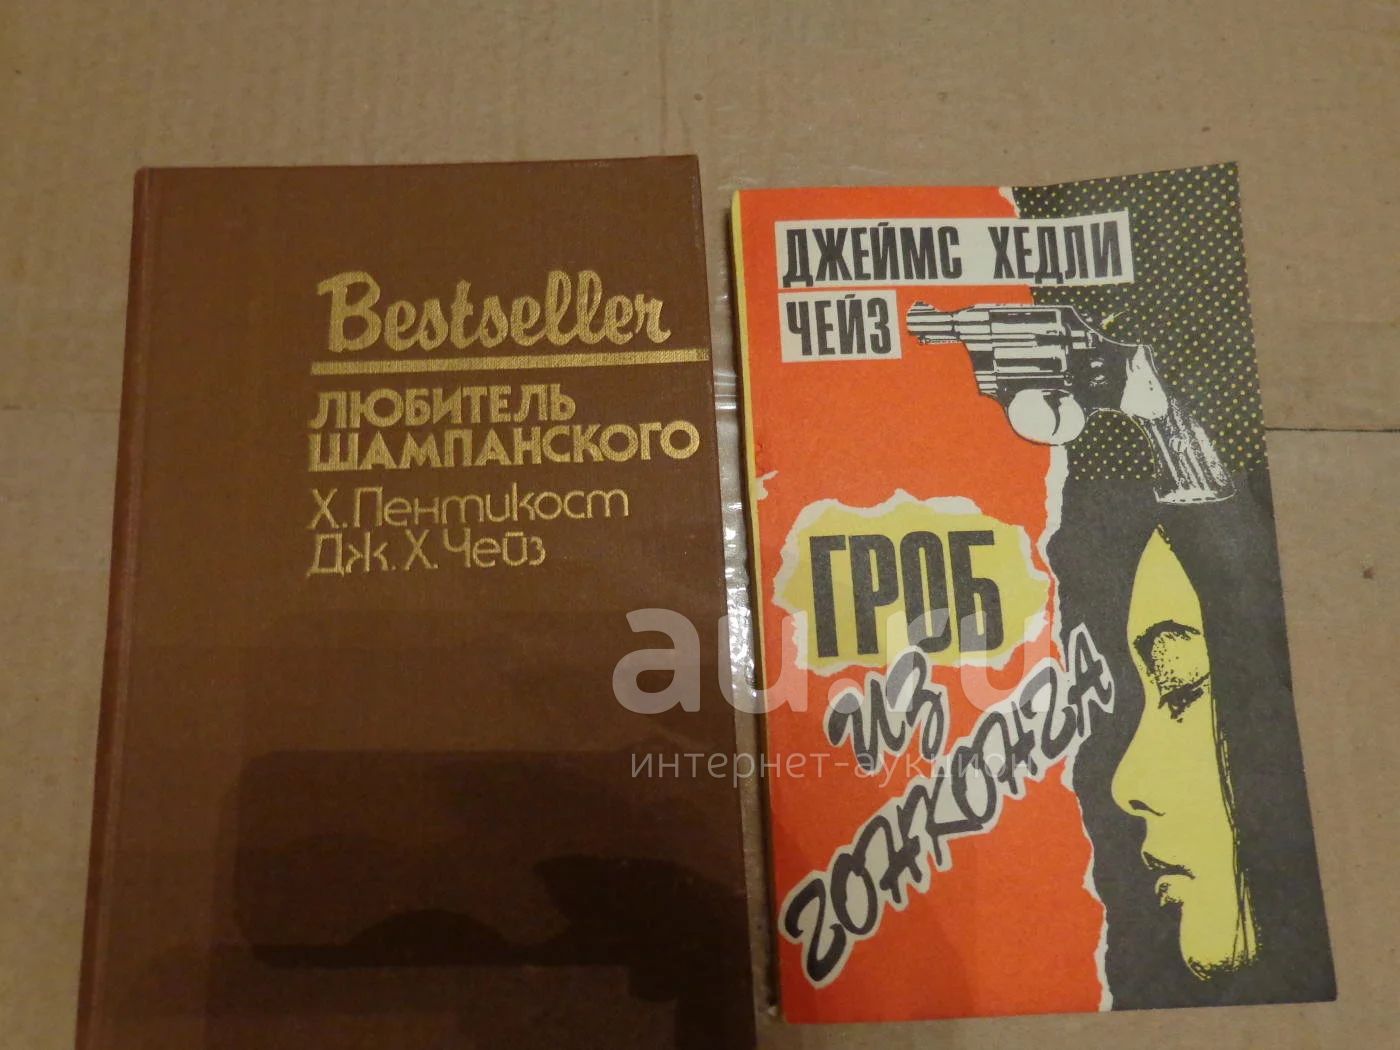 Bestseller
ЛЮБИТЕЛЬ
ШАМПАНСКОГО
Х. Пентикост
Дж. Х. Чейз
ДЖЕЙМС ХЕДЛИ
ЧЕЙЗ
ГРОБ
ИЗ
ГОНКОНГА
au.ru
интернет-аукцион